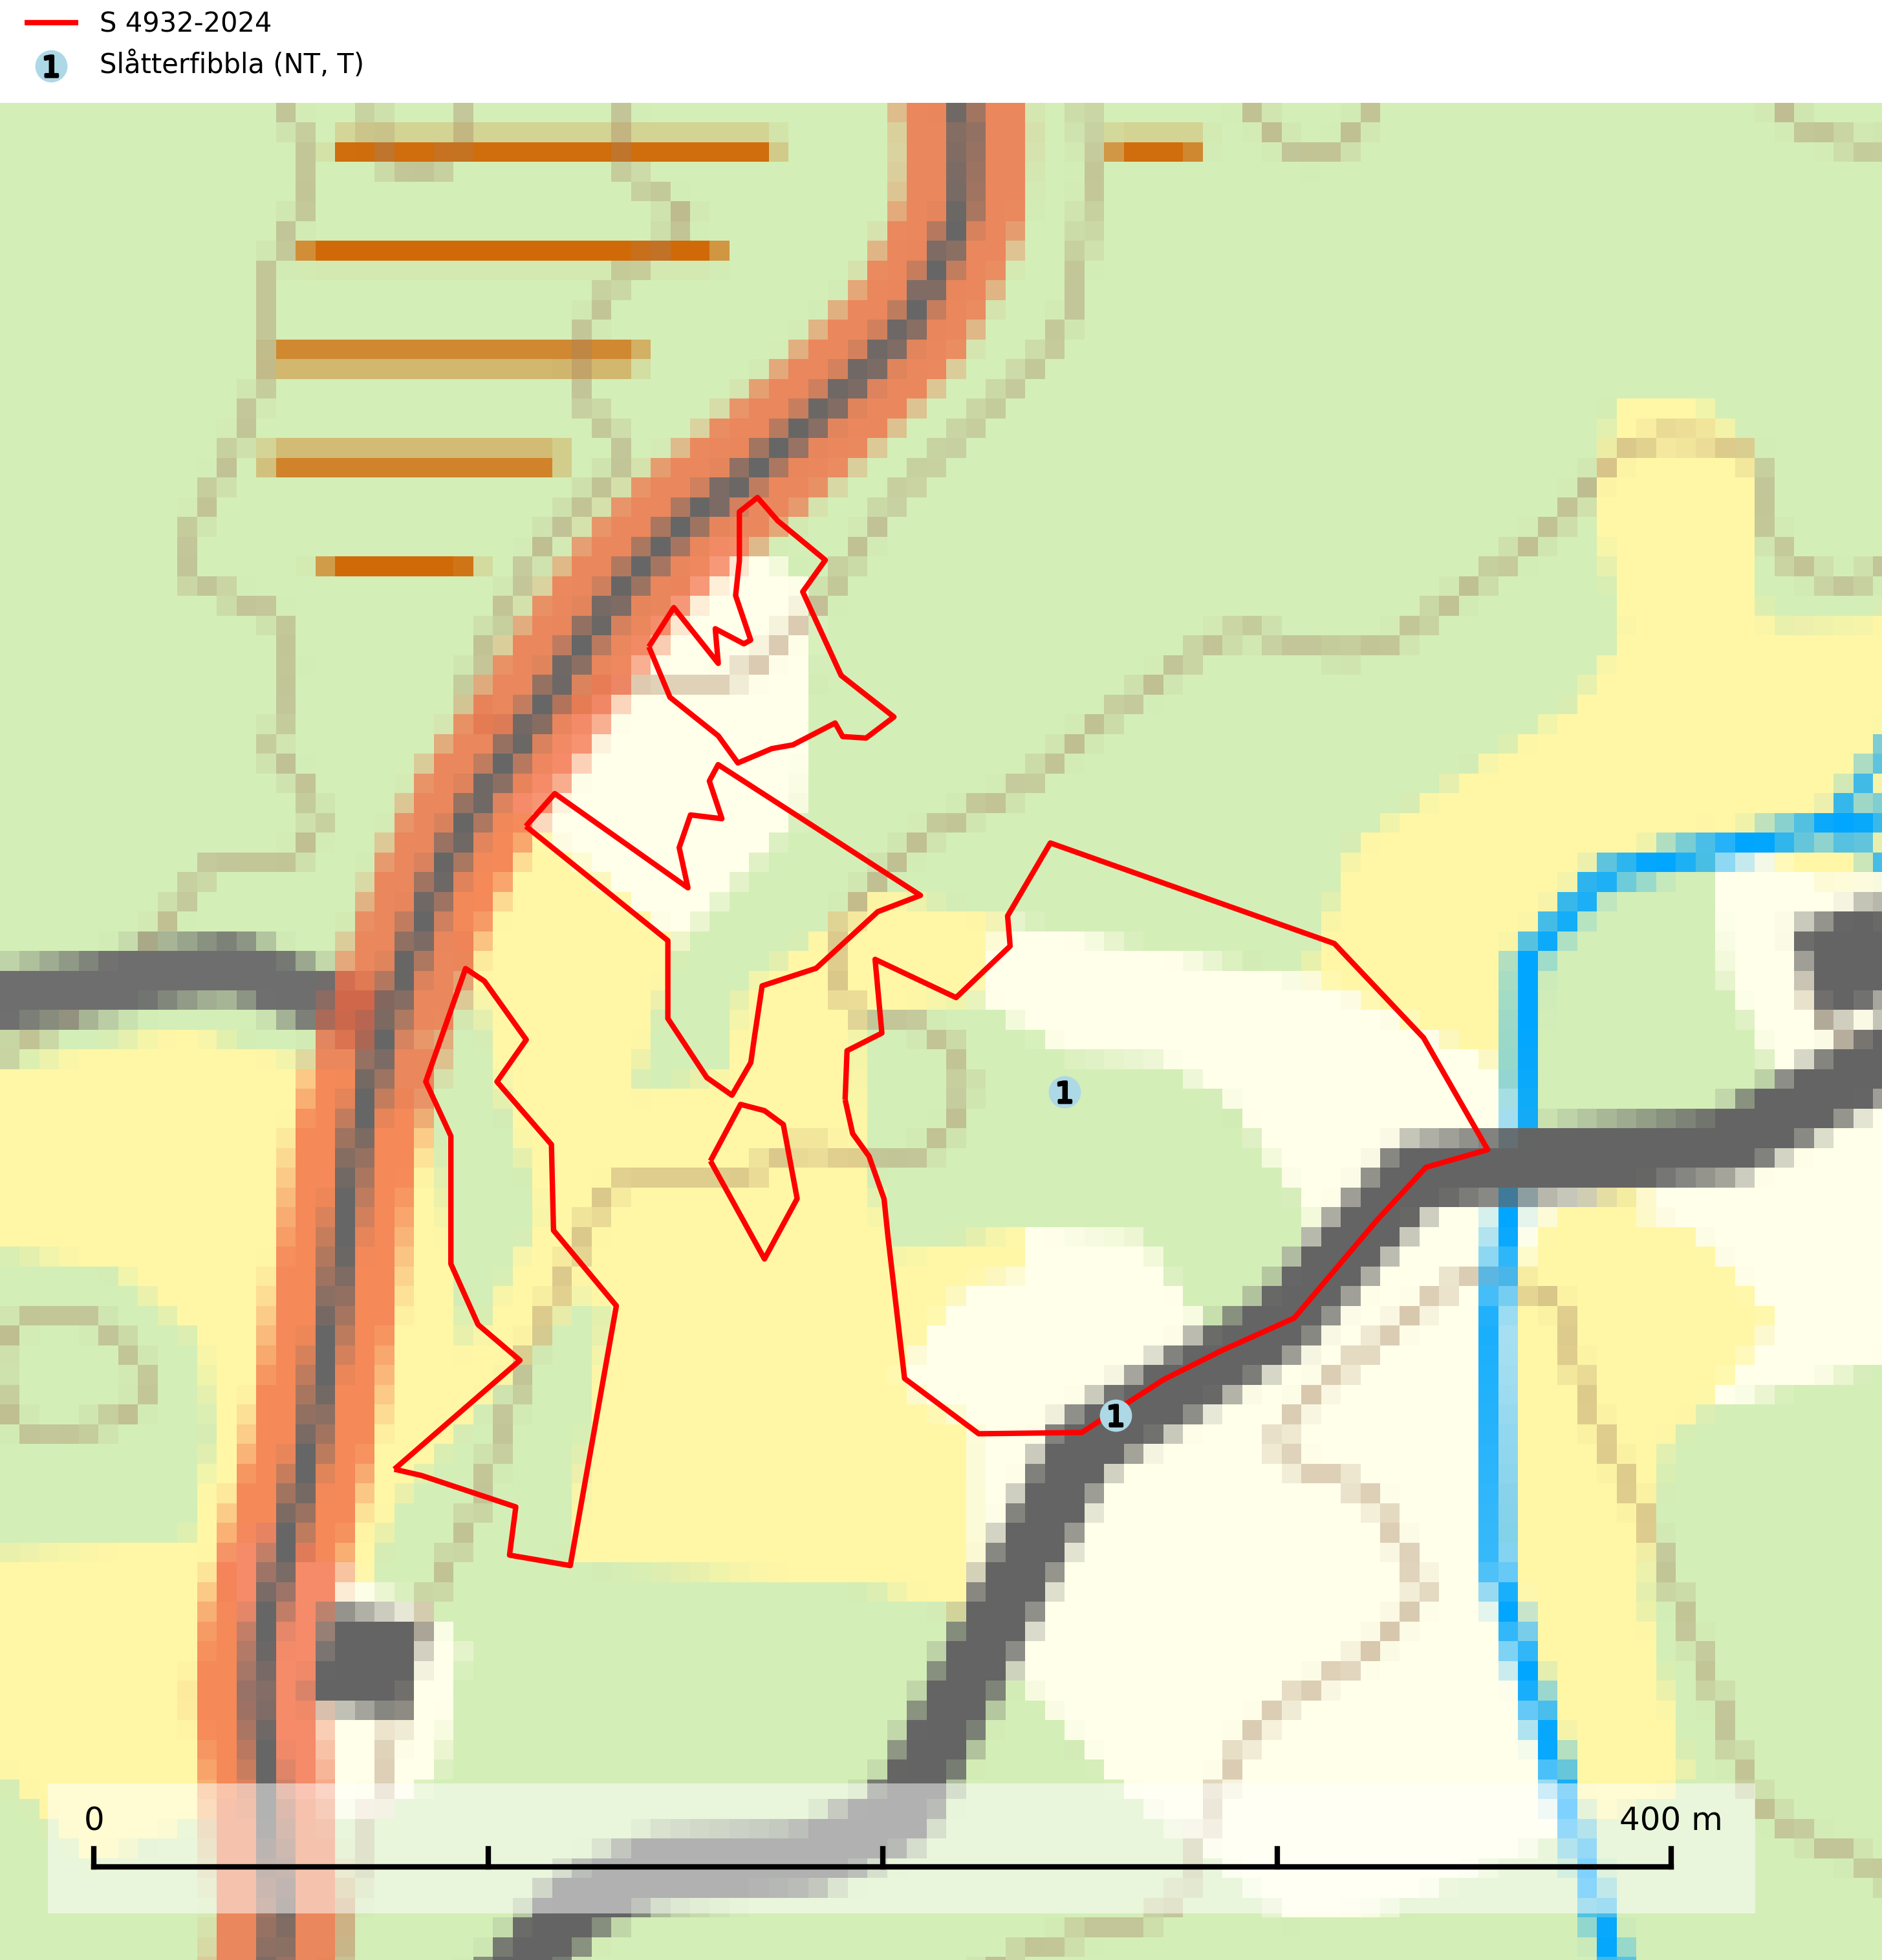 S 4932-2024
1 Slåtterfibbla (NT, T)
1
1
0 400 m